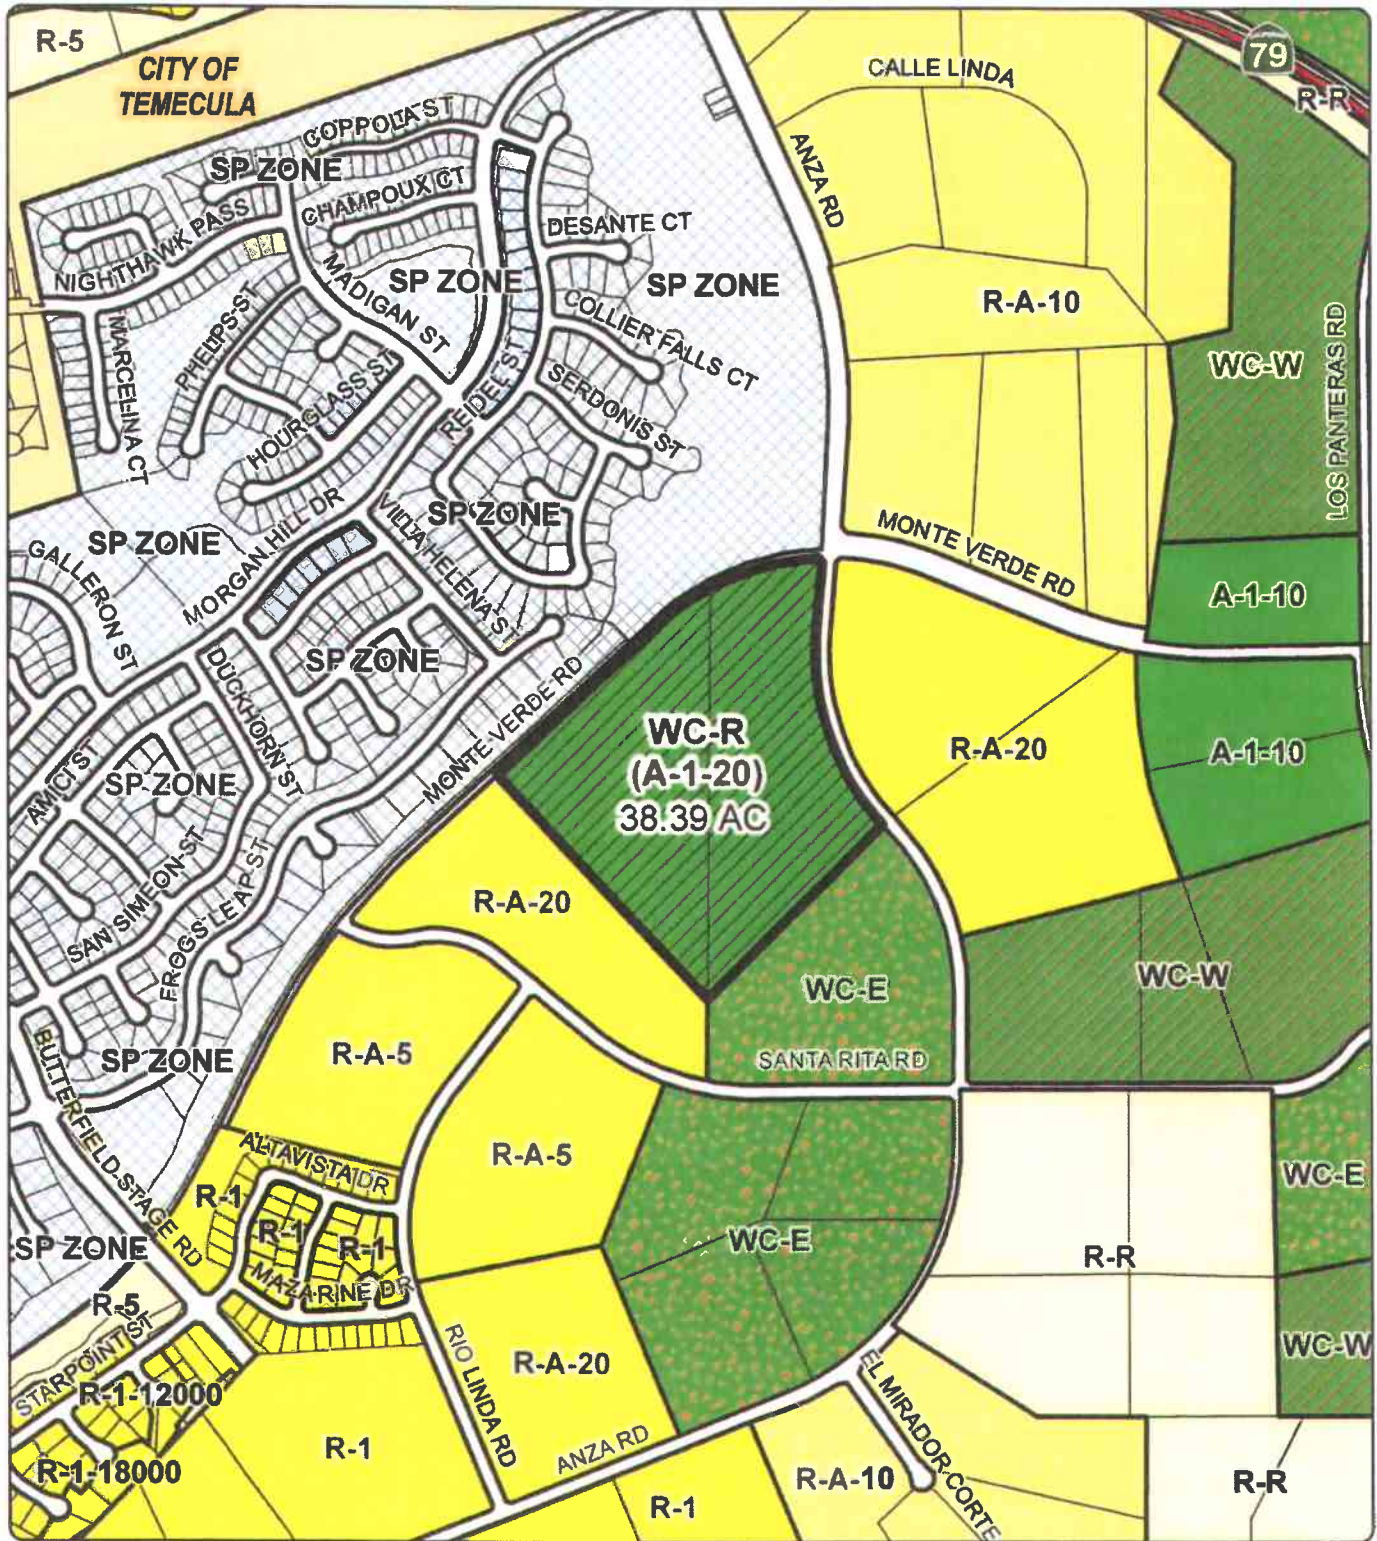 R-5
CITY OF
TEMECULA
79
R-R
CALLE LINDA
COPPOLA ST
SP ZONE
ANZA RD
CHAMPOUX CT
NIGHTHAWK PASS
DESANTE CT
SP ZONE
SP ZONE
MADIGAN ST
R-A-10
COLLIER FALLS CT
PHELPS ST
MARCELINA CT
LOS PANTERAS RD
WC-W
REIDEL ST
HOURGLASS ST
SERDONIS ST
SP ZONE
VILLA HELENA ST
MORGAN HILL DR
SP ZONE
MONTE VERDE RD
GALLERON ST
A-1-10
SP ZONE
DUCKHORN ST
MONTE VERDE RD
WC-R
(A-1-20)
38.39 AC
R-A-20
A-1-10
AMICI ST
SP ZONE
SAN SIMEON ST
FROGS LEAP ST
R-A-20
WC-E
WC-W
SANTA RITA RD
BUTTERFIELD STAGE RD
SP ZONE
R-A-5
R-A-5
ALTAVISTA DR
R-1
R-1
R-1
WC-E
SP ZONE
WC-E
R-R
MAZARINE DR
R-5
STARPOINT ST
RIO LINDA RD
R-A-20
WC-W
EL MIRADOR CORTE
R-1-12000
R-1
ANZA RD
R-1-18000
R-A-10
R-R
R-1